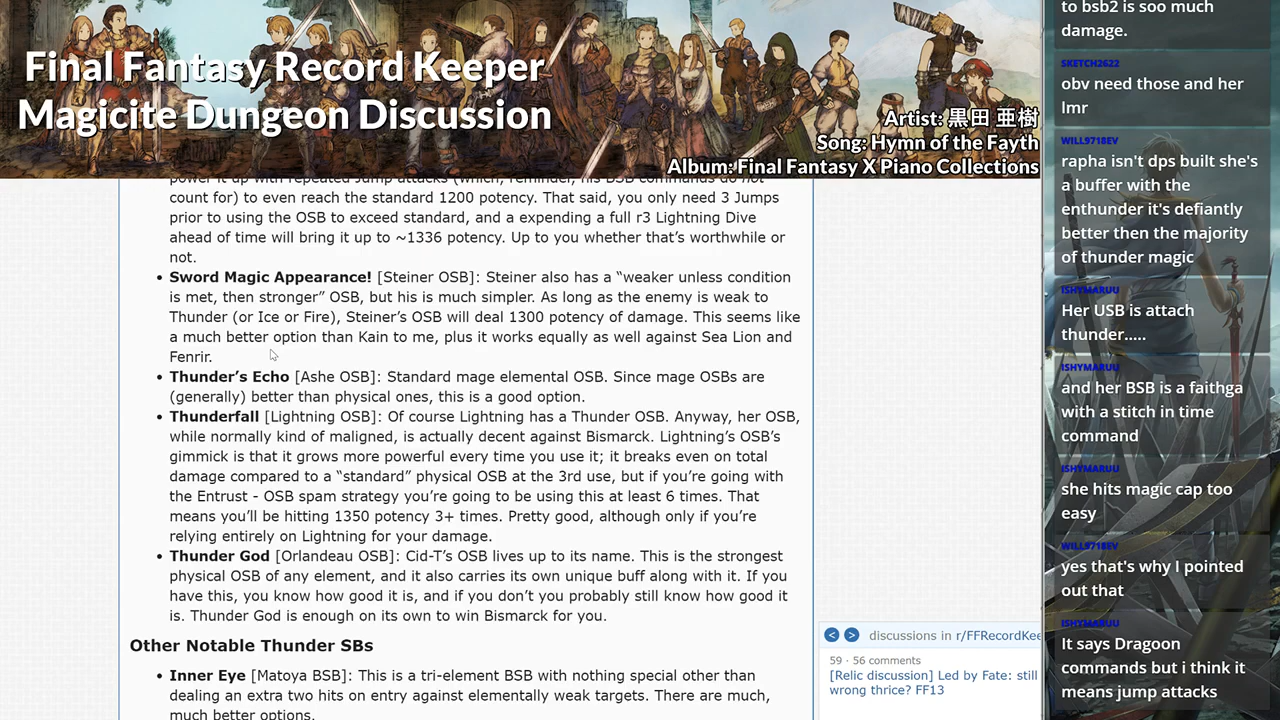 Final Fantasy Record Keeper
Magicite Dungeon Discussion
Artist: 黒田 亜樹
Song: Hymn of the Fayth
Album: Final Fantasy X Piano Collections
power it up with repeated Jump attacks (which, reminder, his BSB commands do not
count for) to even reach the standard 1200 potency. That said, you only need 3 Jumps
prior to using the OSB to exceed standard, and a expending a full r3 Lightning Dive
ahead of time will bring it up to ~1336 potency. Up to you whether that's worthwhile or
not.
• Sword Magic Appearance! [Steiner OSB]: Steiner also has a “weaker unless condition
is met, then stronger” OSB, but his is much simpler. As long as the enemy is weak to
Thunder (or Ice or Fire), Steiner’s OSB will deal 1300 potency of damage. This seems like
a much better option than Kain to me, plus it works equally as well against Sea Lion and
Fenrir.
• Thunder’s Echo [Ashe OSB]: Standard mage elemental OSB. Since mage OSBs are
(generally) better than physical ones, this is a good option.
• Thunderfall [Lightning OSB]: Of course Lightning has a Thunder OSB. Anyway, her OSB,
while normally kind of maligned, is actually decent against Bismarck. Lightning’s OSB’s
gimmick is that it grows more powerful every time you use it; it breaks even on total
damage compared to a “standard” physical OSB at the 3rd use, but if you’re going with
the Entrust - OSB spam strategy you’re going to be using this at least 6 times. That
means you’ll be hitting 1350 potency 3+ times. Pretty good, although only if you’re
relying entirely on Lightning for your damage.
• Thunder God [Orlandeau OSB]: Cid-T’s OSB lives up to its name. This is the strongest
physical OSB of any element, and it also carries its own unique buff along with it. If you
have this, you know how good it is, and if you don’t you probably still know how good it
is. Thunder God is enough on its own to win Bismarck for you.
Other Notable Thunder SBs
• Inner Eye [Matoya BSB]: This is a tri-element BSB with nothing special other than
dealing an extra two hits on entry against elementally weak targets. There are much,
much better options.
< > discussions in r/FFRecordKee
59 · 56 comments
[Relic discussion] Led by Fate: still
wrong thrice? FF13
to bsb2 is soo much
damage.
SKETCH2622
obv need those and her
lmr
WILL9718EV
rapha isn't dps built she's
a buffer with the
enthunder it's defiantly
better then the majority
of thunder magic
ISHYMARUU
Her USB is attach
thunder.....
ISHYMARUU
and her BSB is a faithga
with a stitch in time
command
ISHYMARUU
she hits magic cap too
easy
WILL9718EV
yes that's why I pointed
out that
ISHYMARUU
It says Dragoon
commands but i think it
means jump attacks